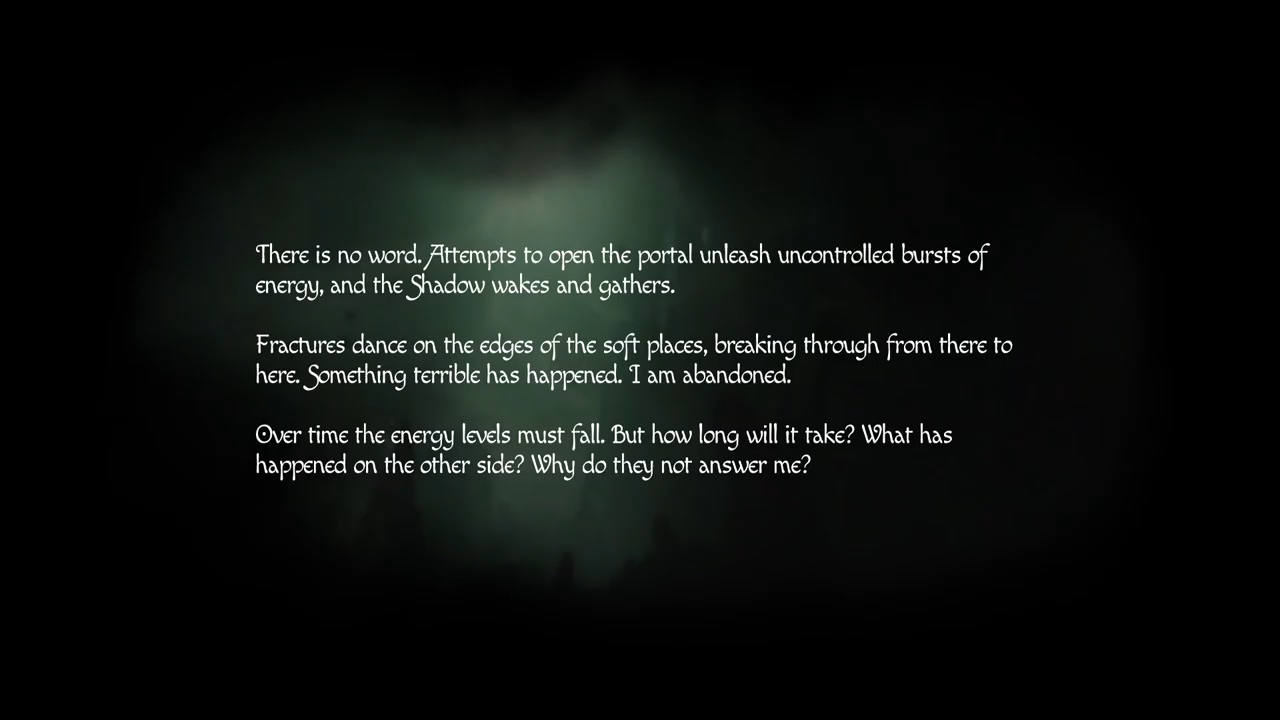 There is no word. Attempts to open the portal unleash uncontrolled bursts of
energy, and the Shadow wakes and gathers.
Fractures dance on the edges of the soft places, breaking through from there to
here. Something terrible has happened. I am abandoned.
Over time the energy levels must fall. But how long will it take? What has
happened on the other side? Why do they not answer me?